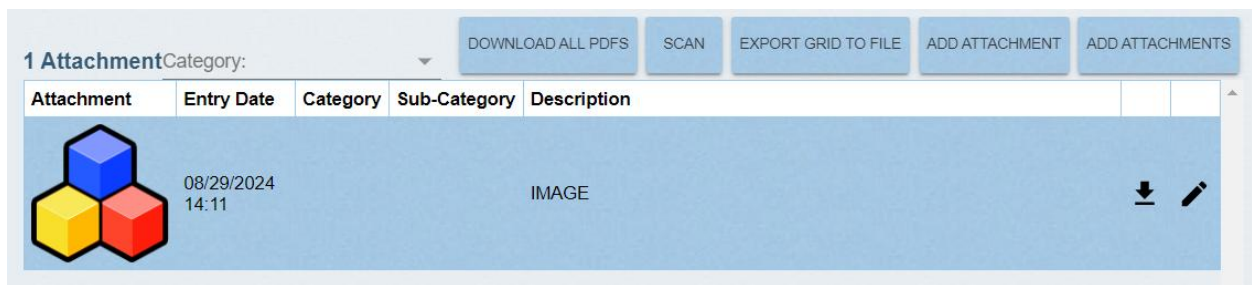 1 Attachment Category: DOWNLOAD ALL PDFS SCAN EXPORT GRID TO FILE ADD ATTACHMENT ADD ATTACHMENTS
Attachment Entry Date Category Sub-Category Description
08/29/2024
14:11
IMAGE